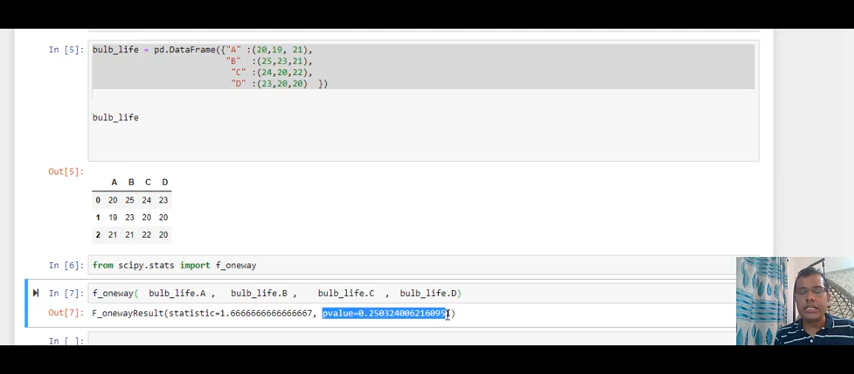 In [5]: bulb_life = pd.DataFrame({"A" :(20,19, 21),
"B" :(25,23,21),
"C" :(24,20,22),
"D" :(23,20,20) })
bulb_life
Out[5]:
A B C D
0 20 25 24 23
1 19 23 20 20
2 21 21 22 20
In [6]: from scipy.stats import f_oneway
In [7]: f_oneway( bulb_life.A , bulb_life.B , bulb_life.C , bulb_life.D)
Out[7]: F_onewayResult(statistic=1.6666666666666667, pvalue=0.250324006216095)
In [ ]: